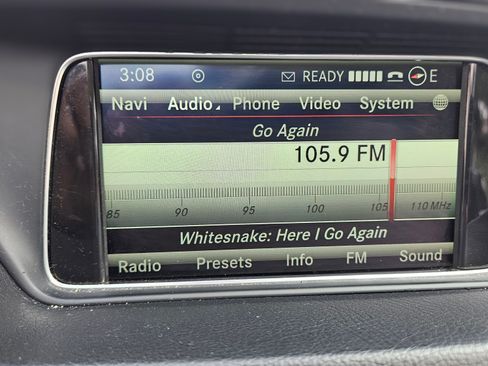 3:08 READY E
Navi Audio Phone Video System
Go Again
105.9 FM
85 90 95 100 105 110 MHz
Whitesnake: Here I Go Again
Radio Presets Info FM Sound